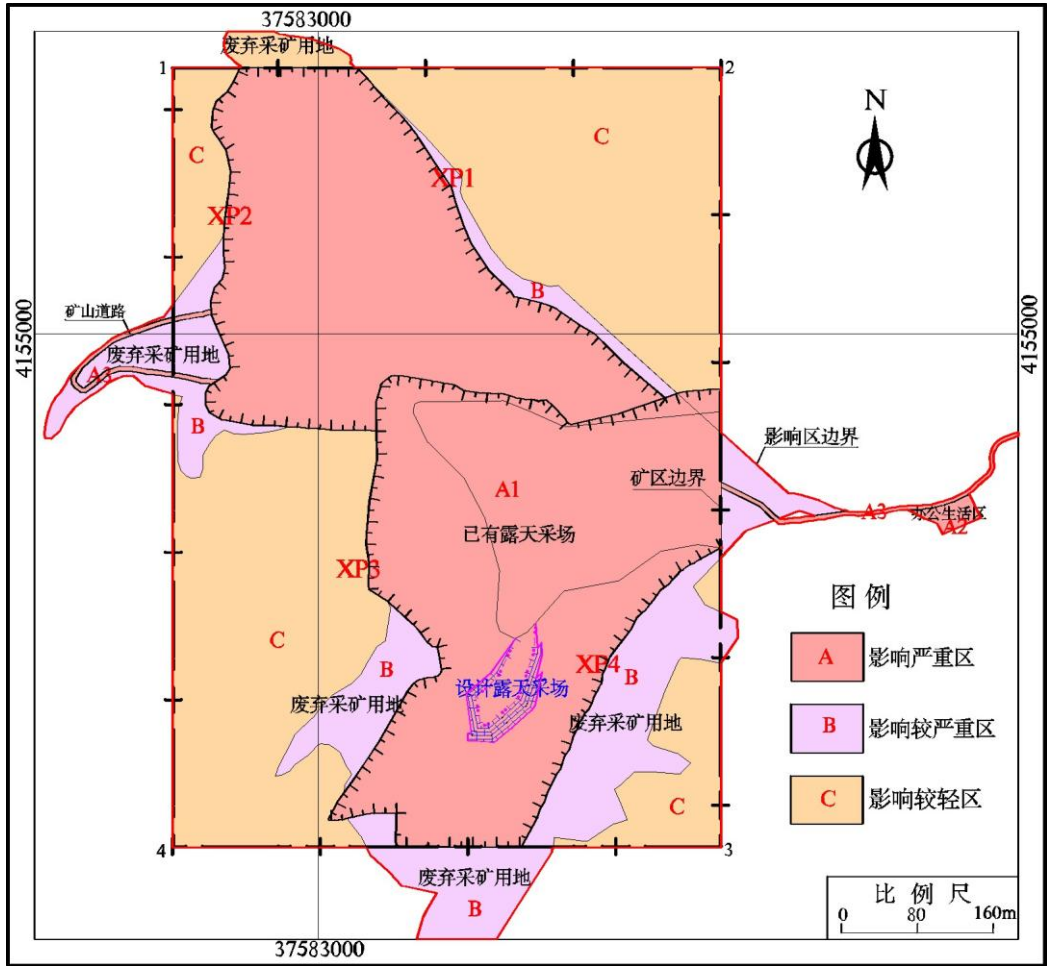 37583000
废弃采矿用地
1
2
N
C
C
XP1
XP2
B
4155000
矿山道路
4155000
废弃采矿用地
A3
B
影响区边界
矿区边界
A1
A3
办公生活区
A2
已有露天采场
XP3
图例
C
B
XP4
B
A
影响严重区
设计露天采场
废弃采矿用地
废弃采矿用地
B
影响较严重区
C
C
影响较轻区
4
3
废弃采矿用地
B
比例尺
0 80 160m
37583000